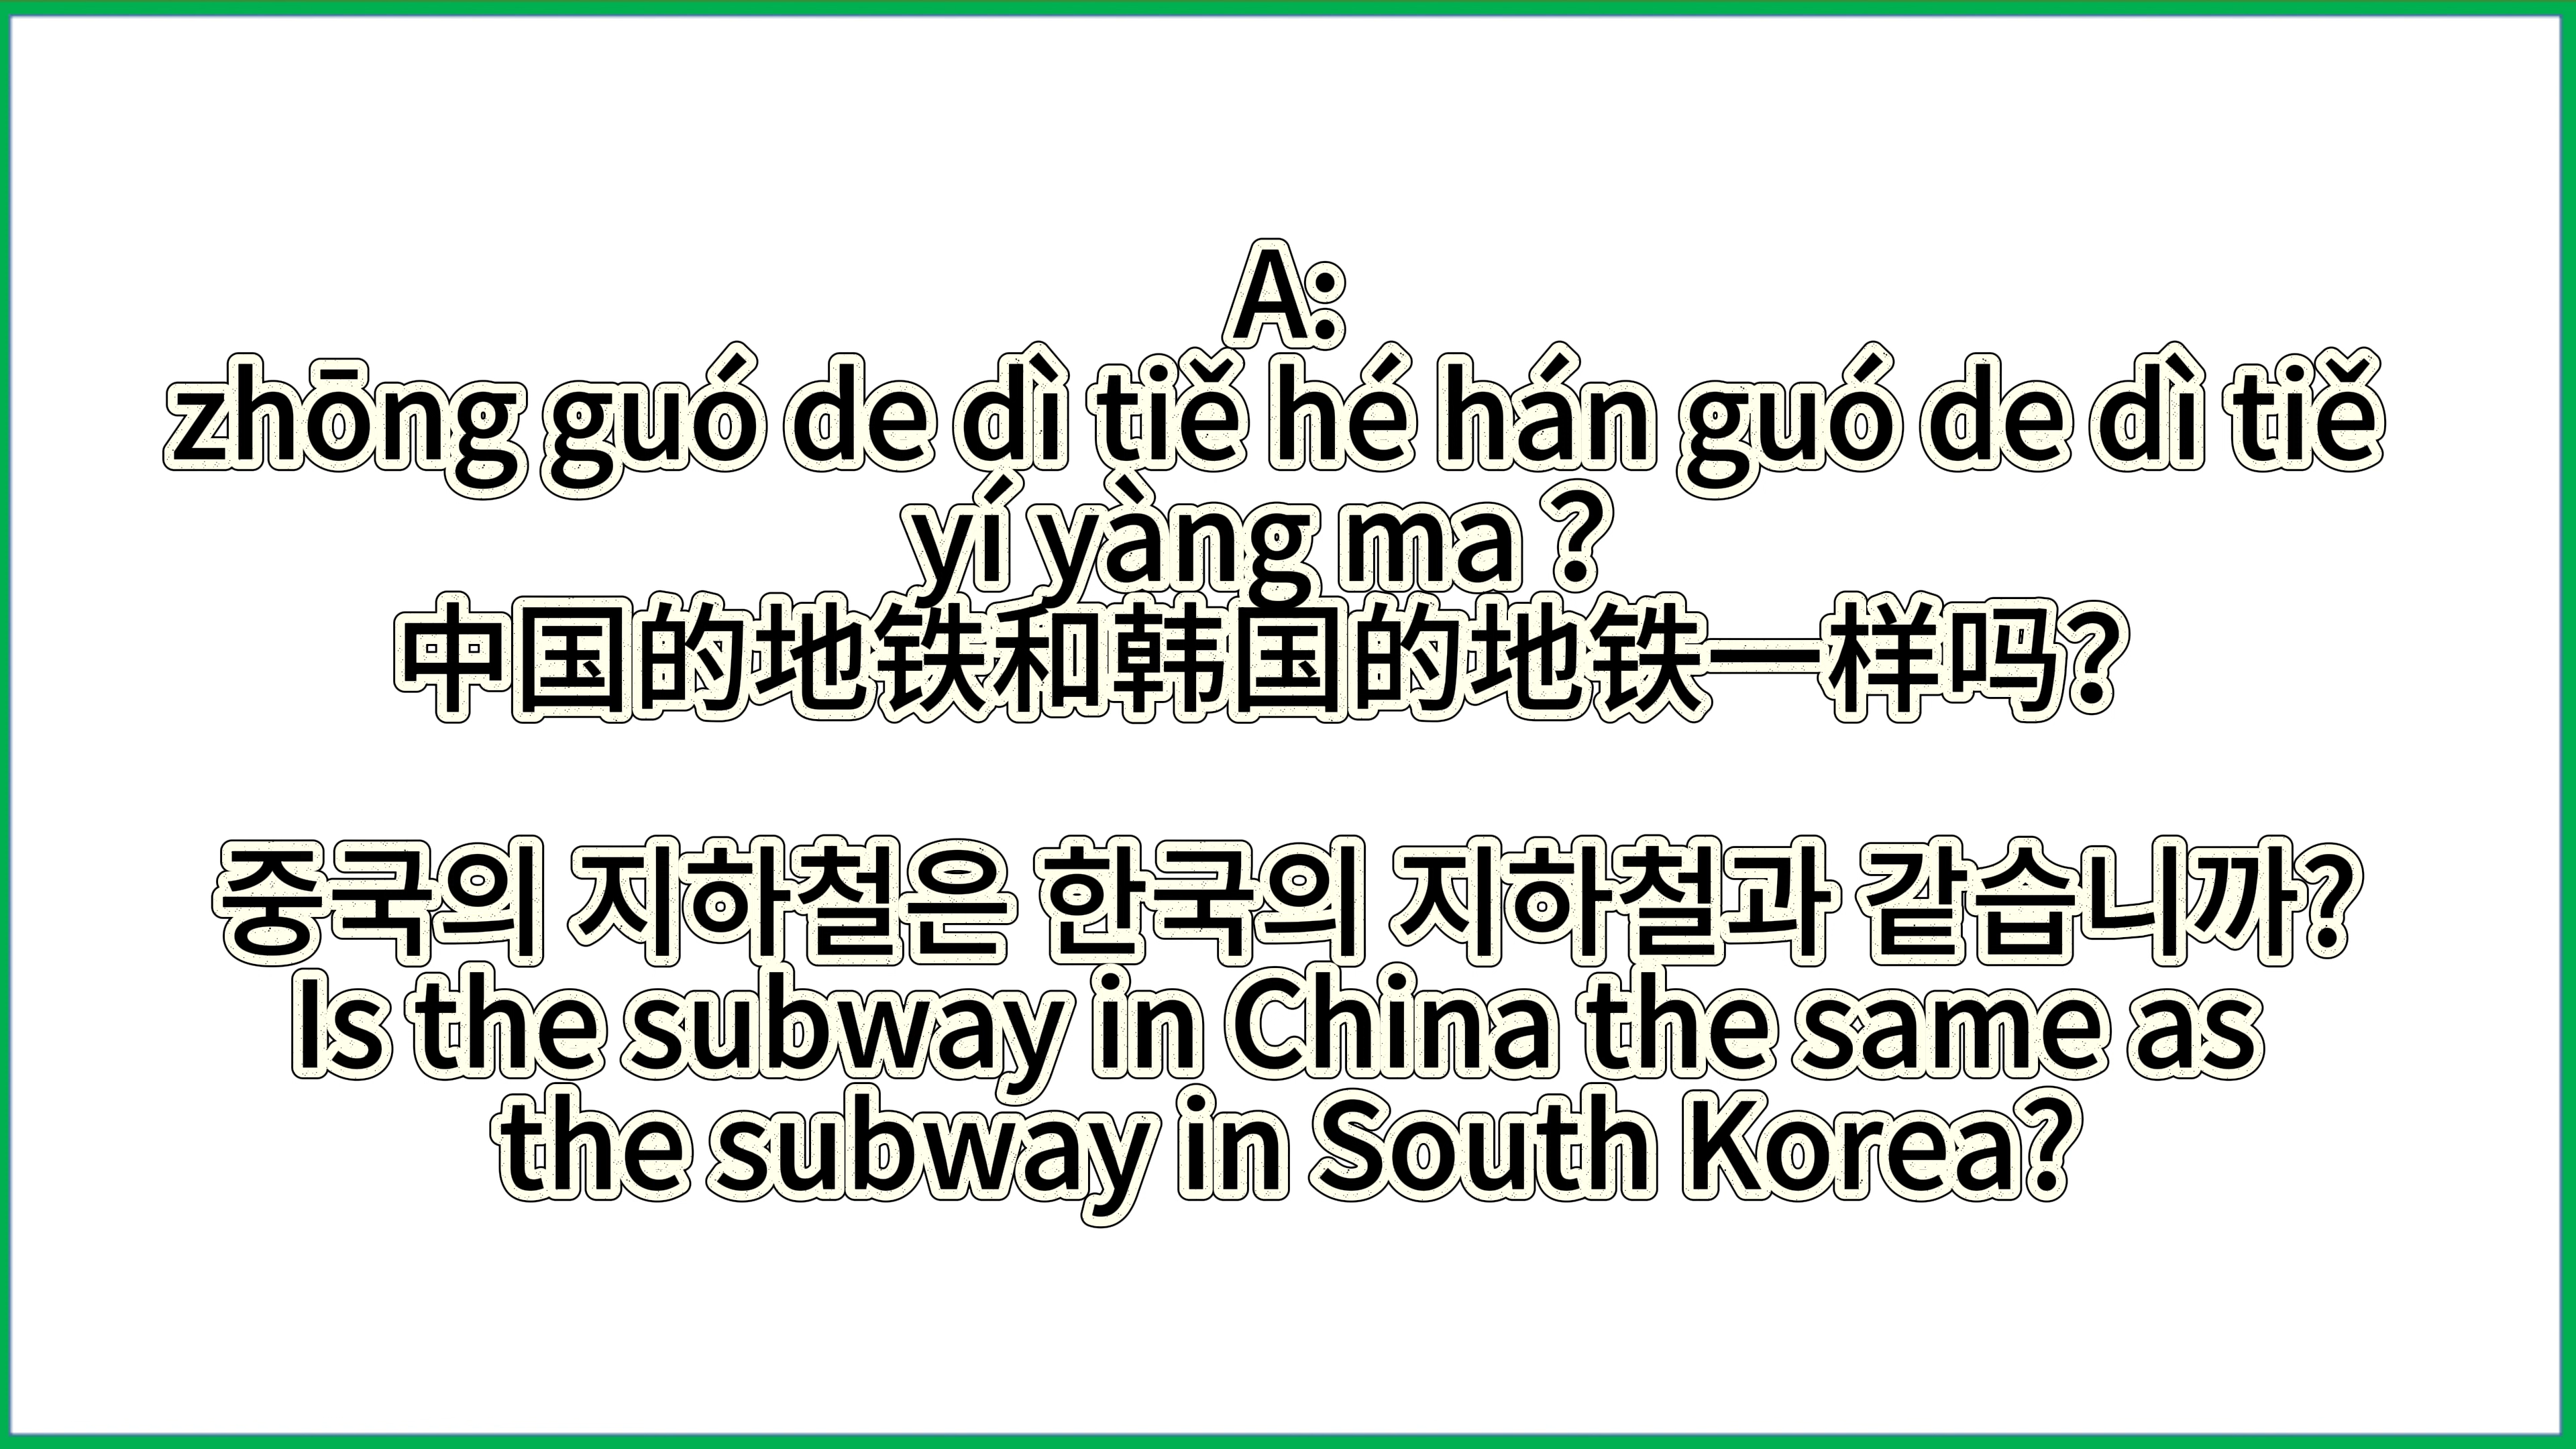 A:
zhōng guó de dì tiě hé hán guó de dì tiě
yí yàng ma ?
中国的地铁和韩国的地铁一样吗?
중국의 지하철은 한국의 지하철과 같습니까?
Is the subway in China the same as
the subway in South Korea?